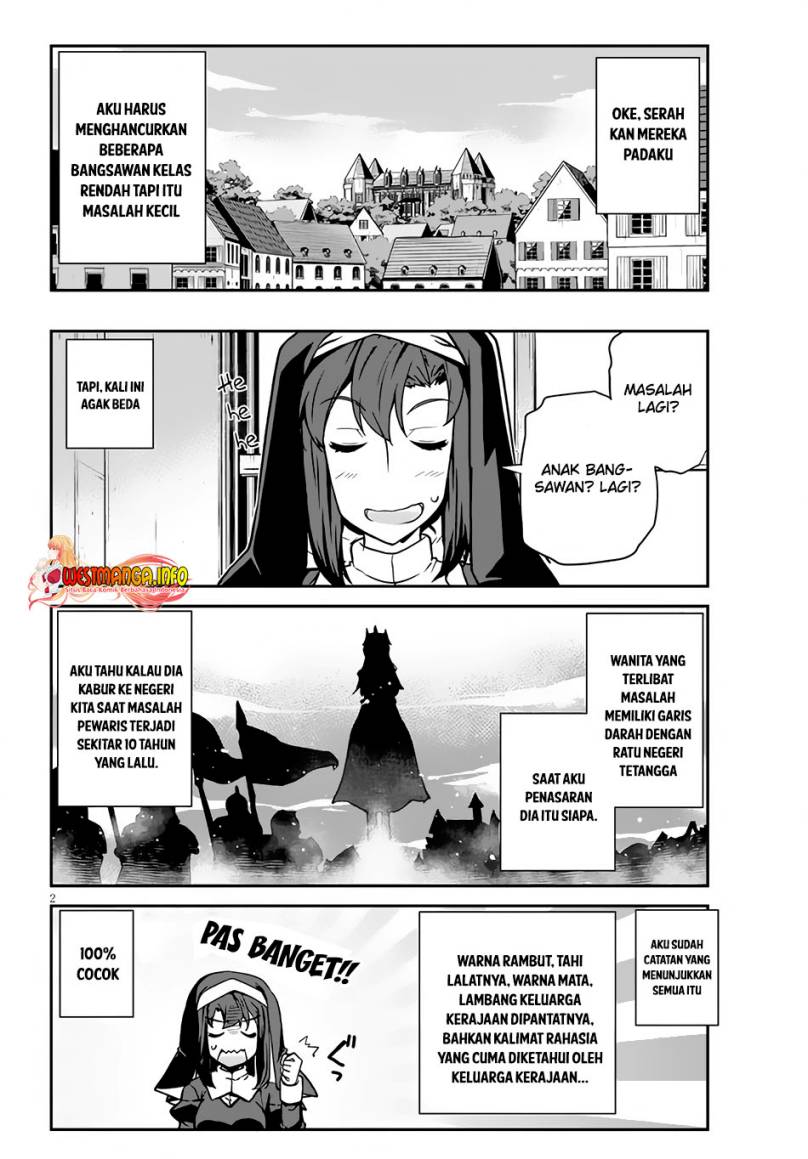 OKE, SERAH
KAN MEREKA
PADAKU
AKU HARUS
MENGHANCURKAN
BEBERAPA
BANGSAWAN KELAS
RENDAH TAPI ITU
MASALAH KECIL
MASALAH
LAGI?
ANAK BANG-
SAWAN? LAGI?
He
he
he
TAPI, KALI INI
AGAK BEDA
WESTMANGA.INFO
Situs Baca Komik Berbahasa Indonesia
WANITA YANG
TERLIBAT
MASALAH
MEMILIKI GARIS
DARAH DENGAN
RATU NEGERI
TETANGGA
SAAT AKU
PENASARAN
DIA ITU SIAPA.
AKU TAHU KALAU DIA
KABUR KE NEGERI
KITA SAAT MASALAH
PEWARIS TERJADI
SEKITAR 10 TAHUN
YANG LALU.
2
AKU SUDAH
CATATAN YANG
MENUNJUKKAN
SEMUA ITU
WARNA RAMBUT, TAHI
LALATNYA, WARNA MATA,
LAMBANG KELUARGA
KERAJAAN DIPANTATNYA,
BAHKAN KALIMAT RAHASIA
YANG CUMA DIKETAHUI OLEH
KELUARGA KERAJAAN...
PAS BANGET!!
100%
COCOK